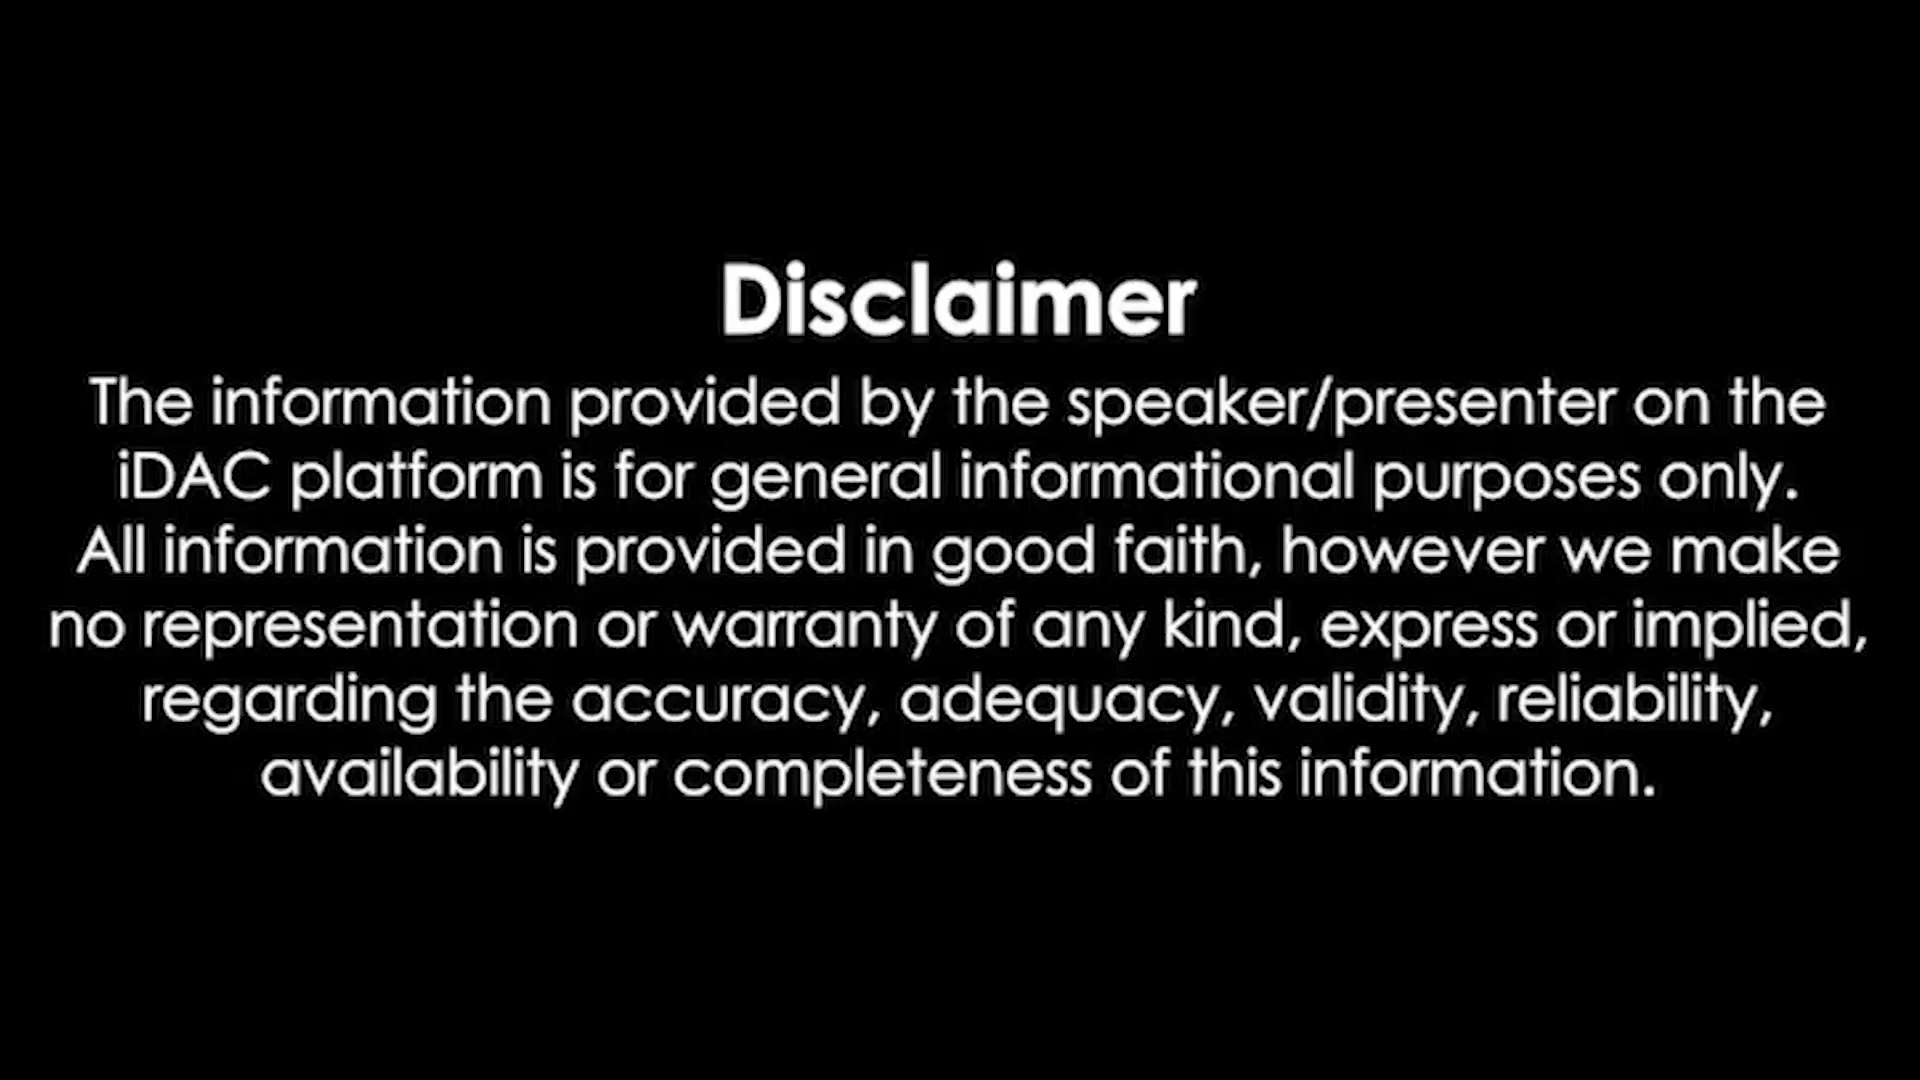 Disclaimer
The information provided by the speaker/presenter on the
iDAC platform is for general informational purposes only.
All information is provided in good faith, however we make
no representation or warranty of any kind, express or implied,
regarding the accuracy, adequacy, validity, reliability,
availability or completeness of this information.